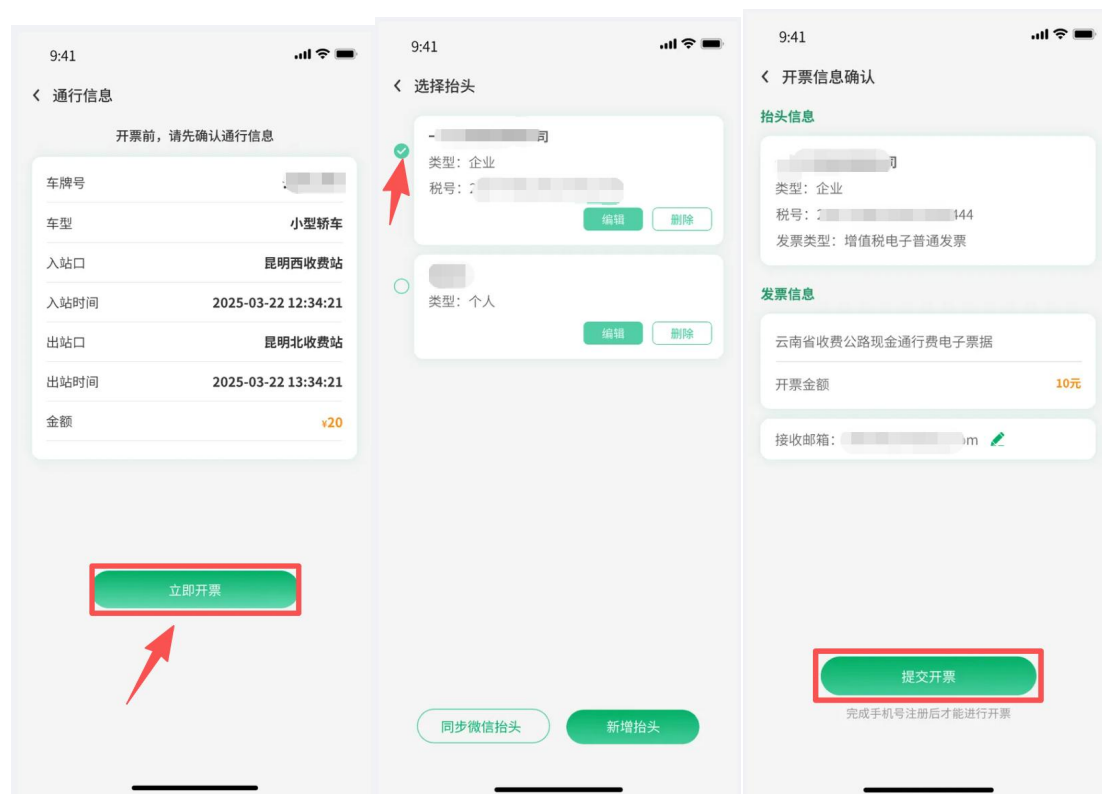 9:41
通行信息
开票前，请先确认通行信息
车牌号
车型 小型轿车
入站口 昆明西收费站
入站时间 2025-03-22 12:34:21
出站口 昆明北收费站
出站时间 2025-03-22 13:34:21
金额 ¥20
立即开票
9:41
选择抬头
司
类型：企业
税号：2
编辑 删除
类型：个人
编辑 删除
同步微信抬头 新增抬头
9:41
开票信息确认
抬头信息
司
类型：企业
税号：2 444
发票类型：增值税电子普通发票
发票信息
云南省收费公路现金通行费电子票据
开票金额 10元
接收邮箱： om
提交开票
完成手机号注册后才能进行开票